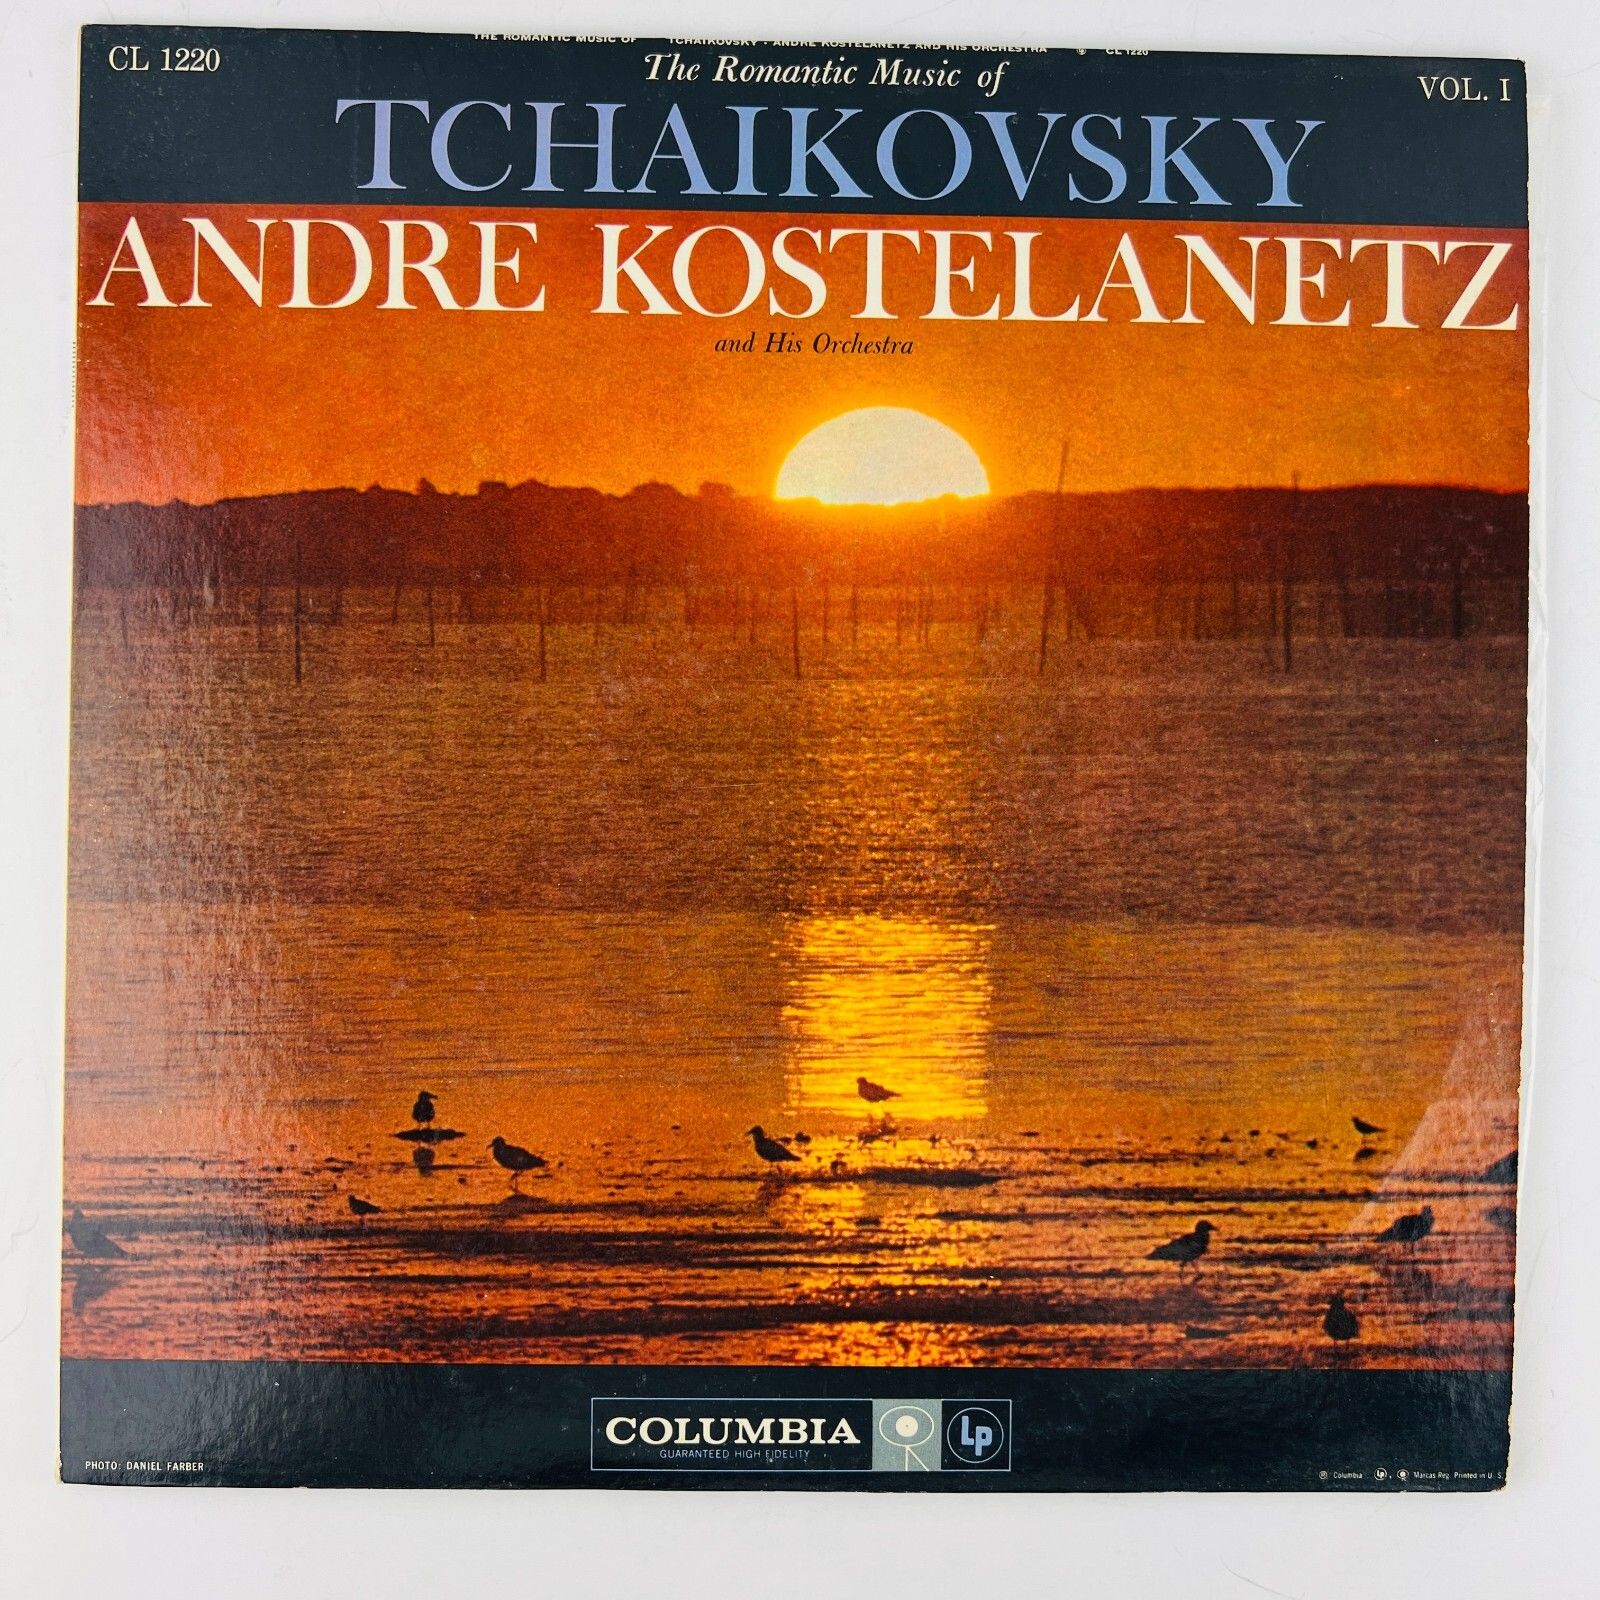 THE ROMANTIC MUSIC OF TCHAIKOVSKY · ANDRE KOSTELANETZ AND HIS ORCHESTRA CL 1220
CL 1220
The Romantic Music of
VOL. I
TCHAIKOVSKY
ANDRE KOSTELANETZ
and His Orchestra
COLUMBIA
GUARANTEED HIGH FIDELITY
Lp
PHOTO: DANIEL FARBER
Ⓟ Columbia Lp, Marcas Reg. Printed in U. S.